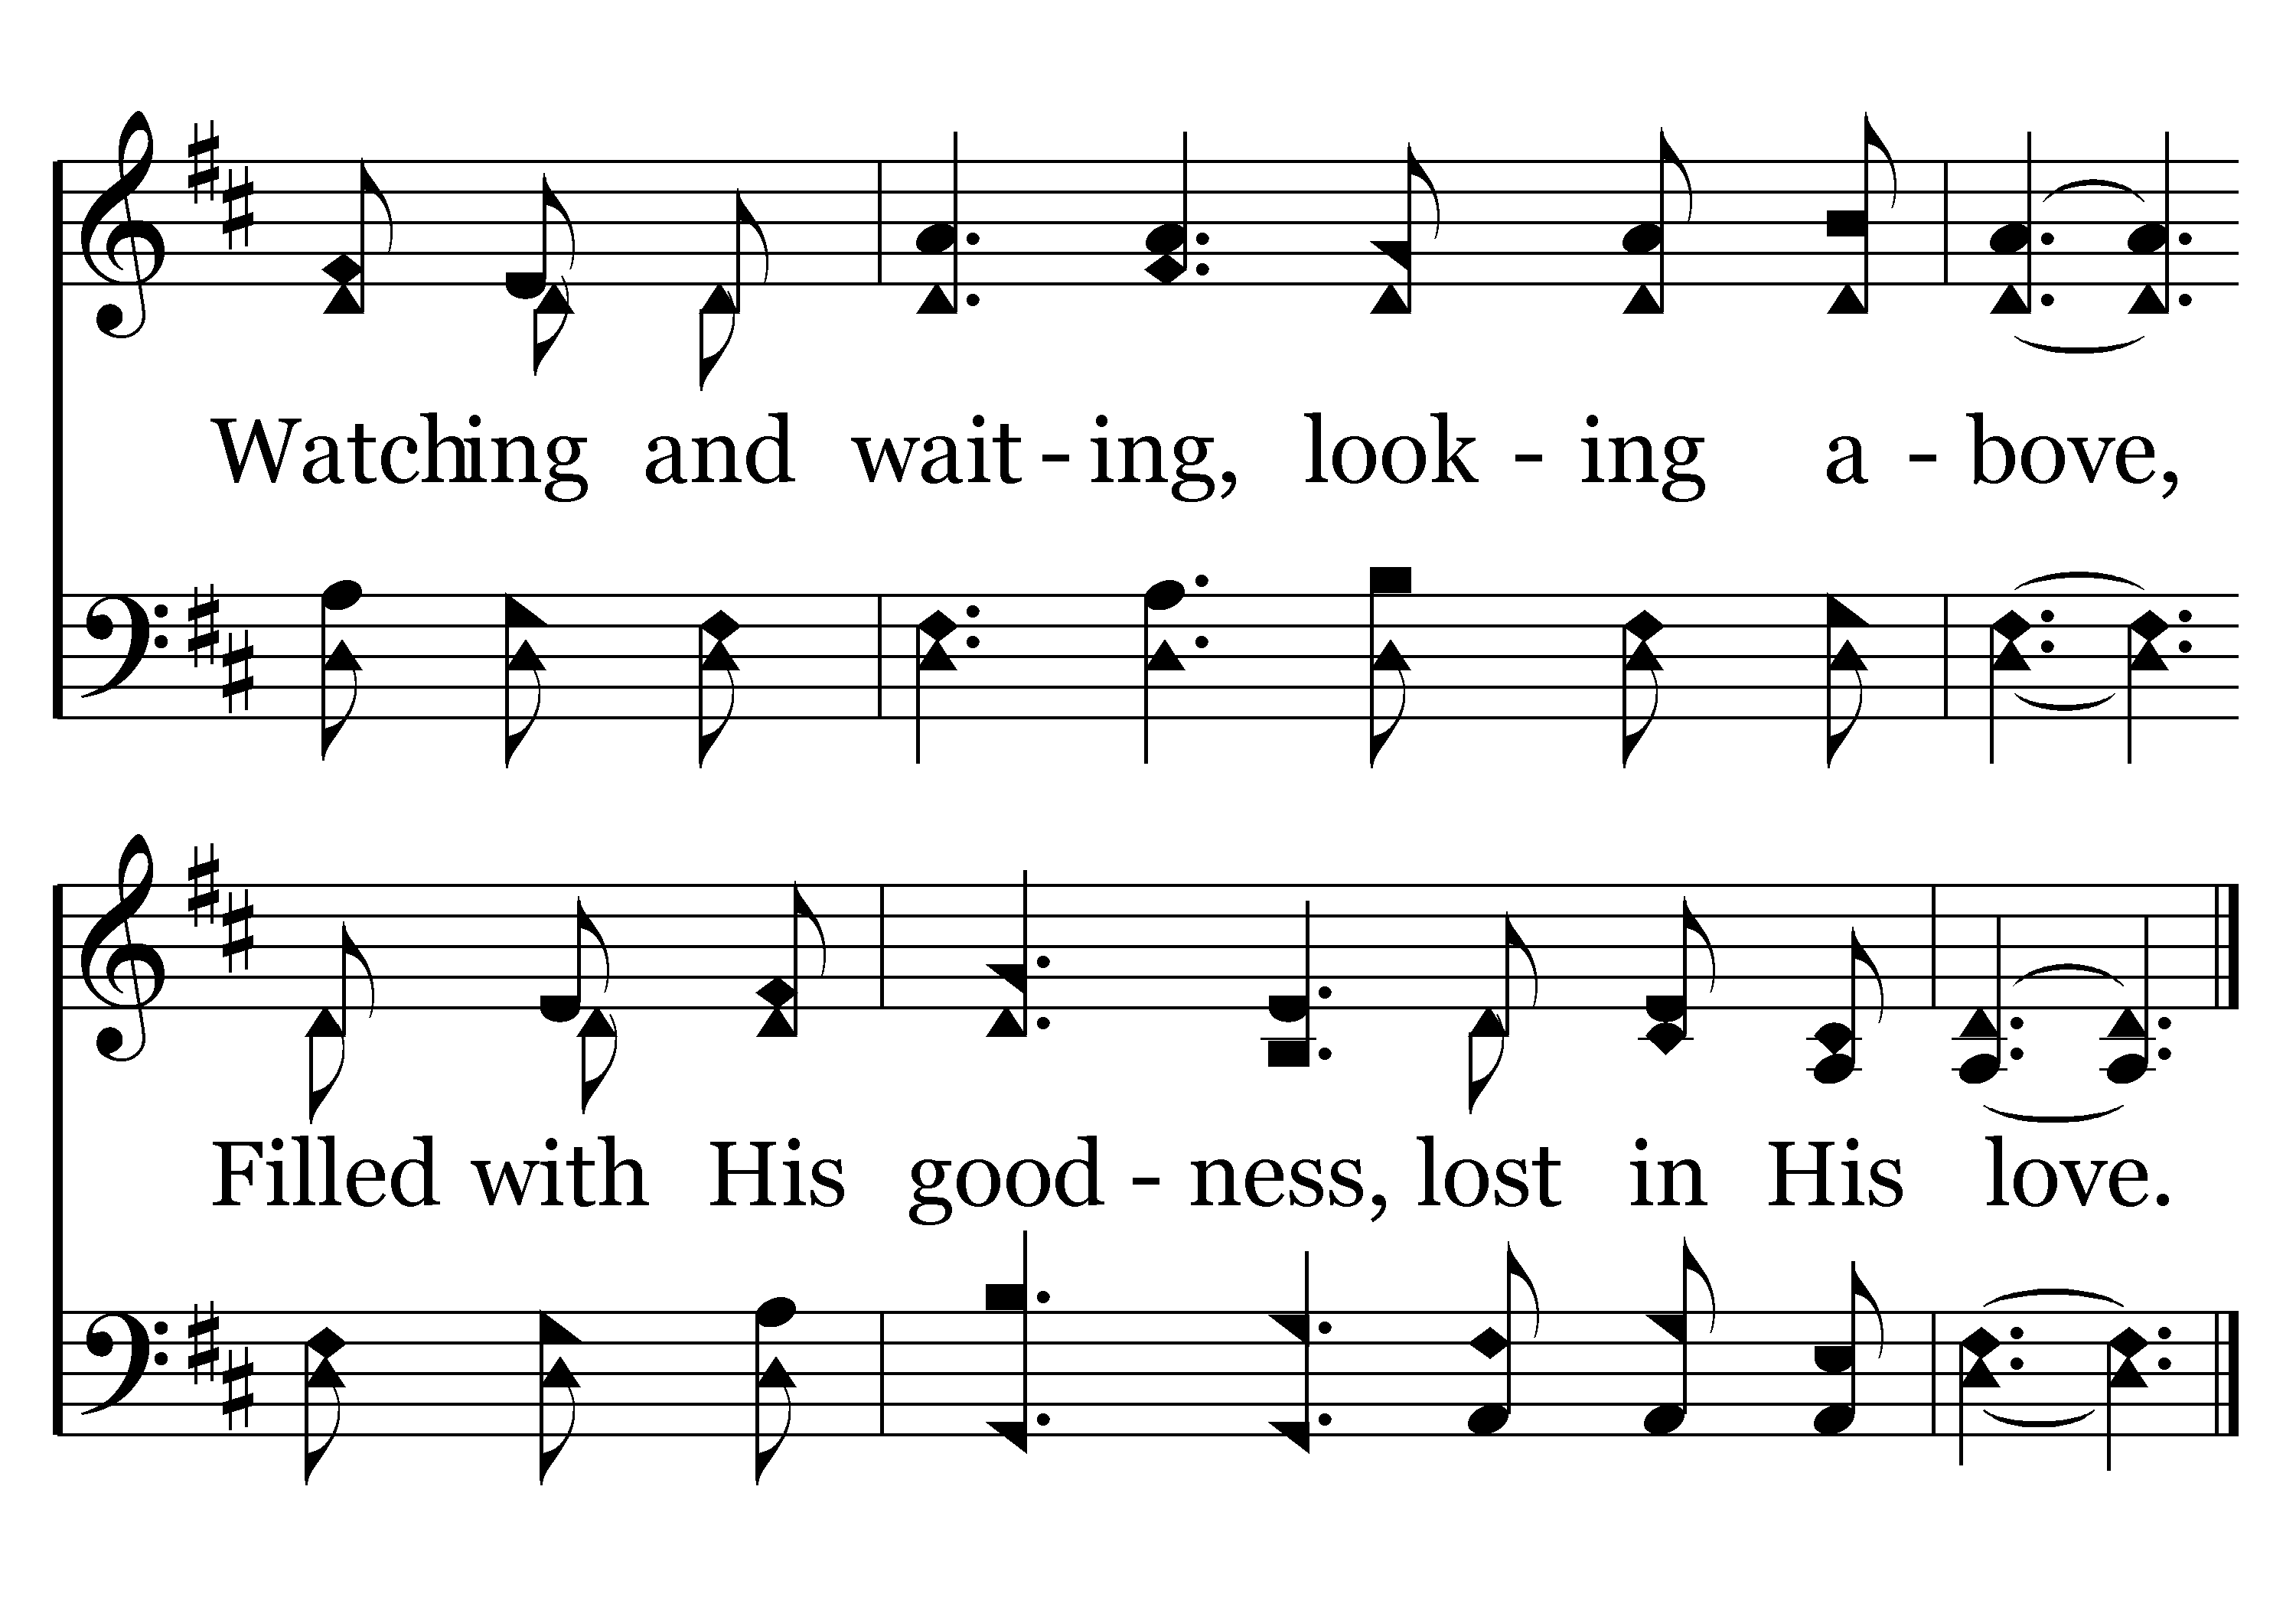 Watching and wait - ing, look - ing a - bove,
Filled with His good - ness, lost in His love.